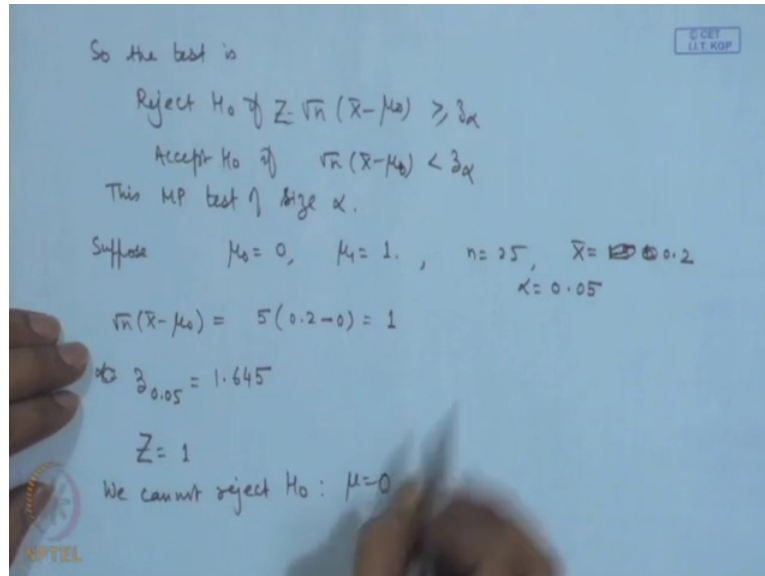 © CET
I.I.T. KGP
So the test is
Reject H₀ if Z = √n (x̄ - μ₀) ≥ z_α
Accept H₀ if √n (x̄ - μ₀) < z_α
This MP test of size α.
Suppose μ₀ = 0, μ₁ = 1. , n = 25, x̄ = 0.2
α = 0.05
√n (x̄ - μ₀) = 5 (0.2 - 0) = 1
z_0.05 = 1.645
Z = 1
We cannot reject H₀ : μ = 0
NPTEL